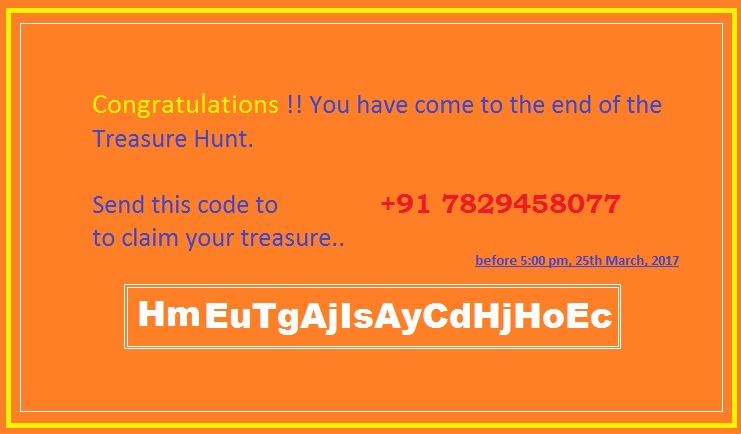 Congratulations !! You have come to the end of the
Treasure Hunt.
Send this code to +91 7829458077
to claim your treasure..
before 5:00 pm, 25th March, 2017
HmEuTgAjIsAyCdHjHoEc